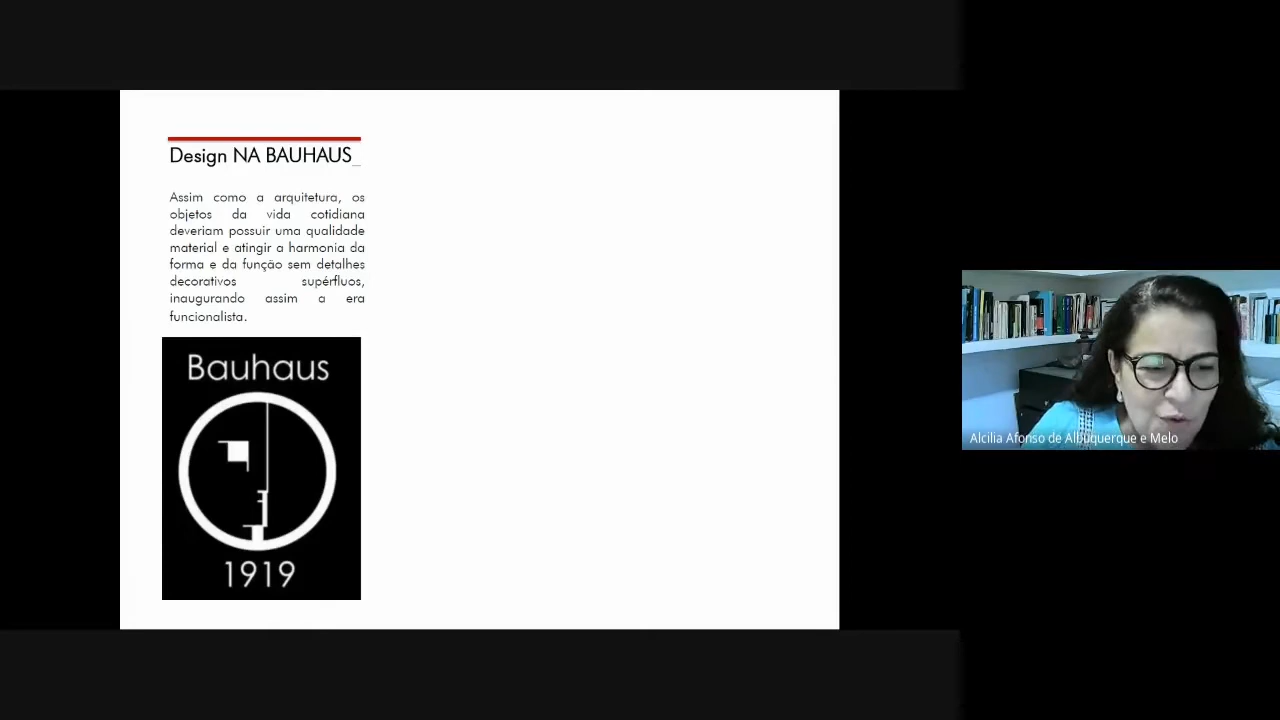 Design NA BAUHAUS_
Assim como a arquitetura, os
objetos da vida cotidiana
deveriam possuir uma qualidade
material e atingir a harmonia da
forma e da função sem detalhes
decorativos supérfluos,
inaugurando assim a era
funcionalista.
Bauhaus
1919
Alcilia Afonso de Albuquerque e Melo